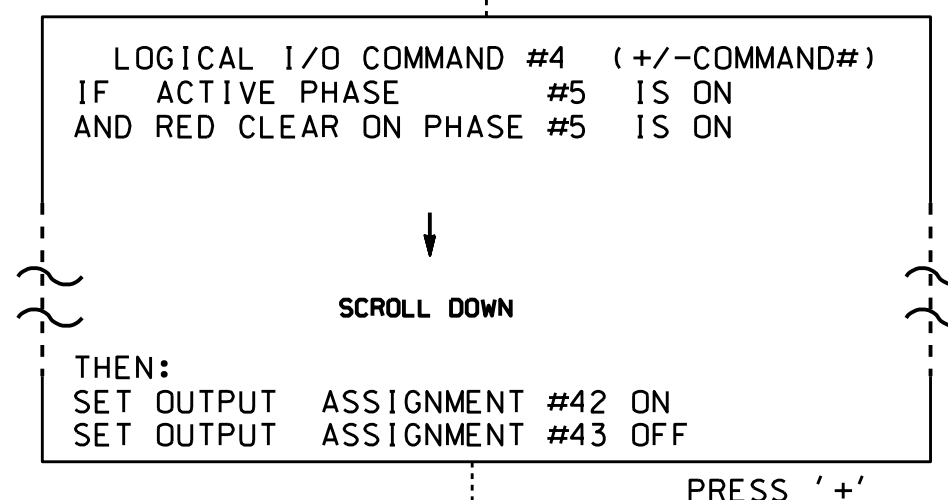 LOGICAL I/O COMMAND #4 (+/-COMMAND#)
IF ACTIVE PHASE #5 IS ON
AND RED CLEAR ON PHASE #5 IS ON
SCROLL DOWN
THEN:
SET OUTPUT ASSIGNMENT #42 ON
SET OUTPUT ASSIGNMENT #43 OFF
PRESS '+'